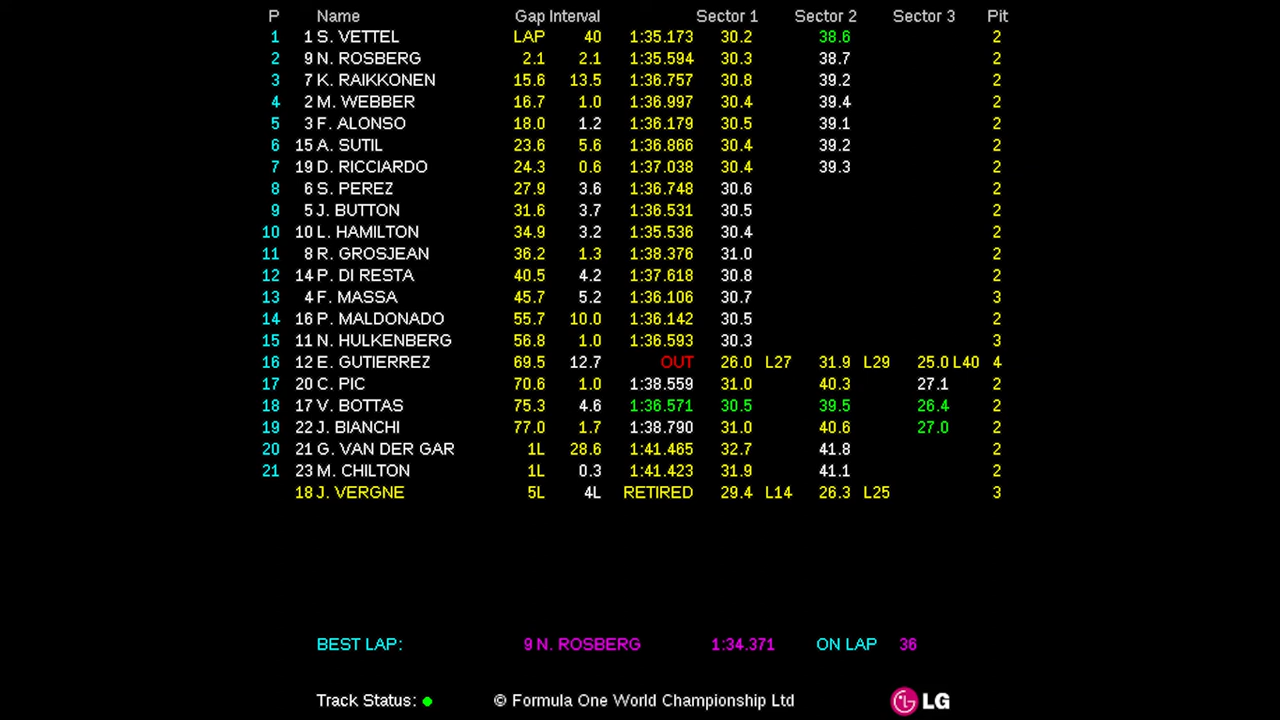 P Name Gap Interval Sector 1 Sector 2 Sector 3 Pit
1 1 S. VETTEL LAP 40 1:35.173 30.2 38.6 2
2 9 N. ROSBERG 2.1 2.1 1:35.594 30.3 38.7 2
3 7 K. RAIKKONEN 15.6 13.5 1:36.757 30.8 39.2 2
4 2 M. WEBBER 16.7 1.0 1:36.997 30.4 39.4 2
5 3 F. ALONSO 18.0 1.2 1:36.179 30.5 39.1 2
6 15 A. SUTIL 23.6 5.6 1:36.866 30.4 39.2 2
7 19 D. RICCIARDO 24.3 0.6 1:37.038 30.4 39.3 2
8 6 S. PEREZ 27.9 3.6 1:36.748 30.6 2
9 5 J. BUTTON 31.6 3.7 1:36.531 30.5 2
10 10 L. HAMILTON 34.9 3.2 1:35.536 30.4 2
11 8 R. GROSJEAN 36.2 1.3 1:38.376 31.0 2
12 14 P. DI RESTA 40.5 4.2 1:37.618 30.8 2
13 4 F. MASSA 45.7 5.2 1:36.106 30.7 3
14 16 P. MALDONADO 55.7 10.0 1:36.142 30.5 2
15 11 N. HULKENBERG 56.8 1.0 1:36.593 30.3 3
16 12 E. GUTIERREZ 69.5 12.7 OUT 26.0 L27 31.9 L29 25.0 L40 4
17 20 C. PIC 70.6 1.0 1:38.559 31.0 40.3 27.1 2
18 17 V. BOTTAS 75.3 4.6 1:36.571 30.5 39.5 26.4 2
19 22 J. BIANCHI 77.0 1.7 1:38.790 31.0 40.6 27.0 2
20 21 G. VAN DER GAR 1L 28.6 1:41.465 32.7 41.8 2
21 23 M. CHILTON 1L 0.3 1:41.423 31.9 41.1 2
18 J. VERGNE 5L 4L RETIRED 29.4 L14 26.3 L25 3
BEST LAP: 9 N. ROSBERG 1:34.371 ON LAP 36
Track Status: © Formula One World Championship Ltd LG